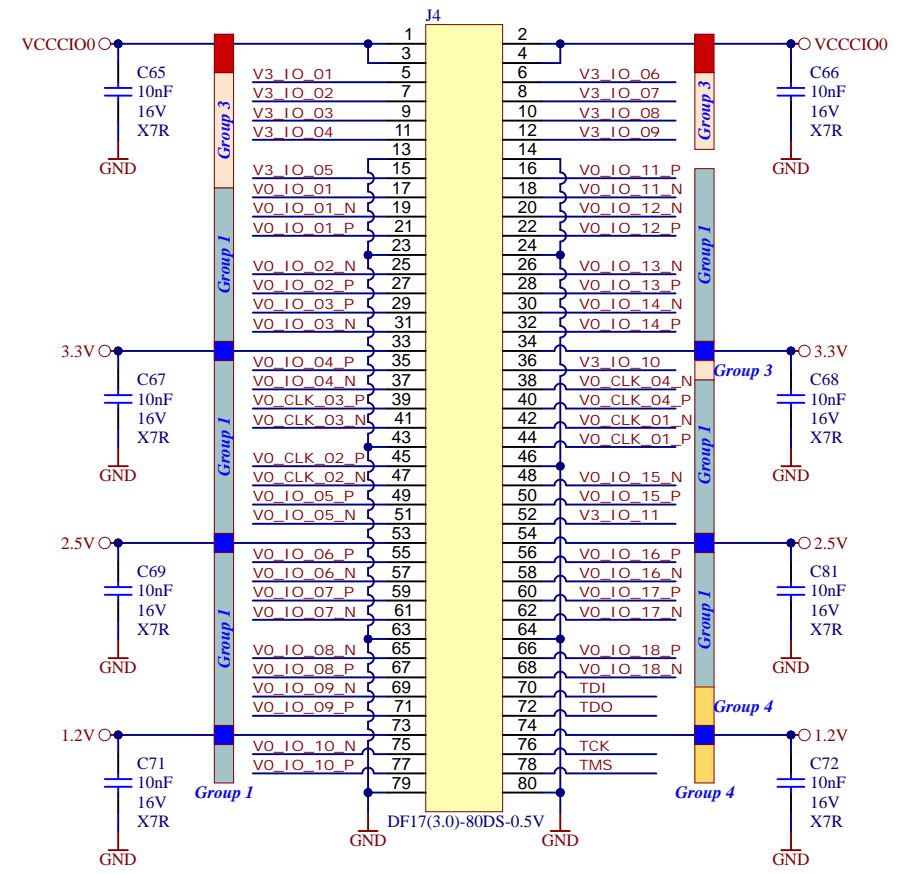 J4
VCCCIO0 1 2 VCCCIO0
3 4
C65 V3_IO_01 5 6 V3_IO_06 C66
10nF V3_IO_02 7 8 V3_IO_07 10nF
16V V3_IO_03 9 10 V3_IO_08 16V
X7R V3_IO_04 11 12 V3_IO_09 X7R
Group 3 Group 3
13 14
GND V3_IO_05 15 16 V0_IO_11_P GND
V0_IO_01 17 18 V0_IO_11_N
V0_IO_01_N 19 20 V0_IO_12_N
V0_IO_01_P 21 22 V0_IO_12_P
Group 1 Group 1
23 24
V0_IO_02_N 25 26 V0_IO_13_N
V0_IO_02_P 27 28 V0_IO_13_P
V0_IO_03_P 29 30 V0_IO_14_N
V0_IO_03_N 31 32 V0_IO_14_P
3.3V 33 34 3.3V
V0_IO_04_P 35 36 V3_IO_10 Group 3
C67 V0_IO_04_N 37 38 V0_CLK_04_N C68
10nF V0_CLK_03_P 39 40 V0_CLK_04_P 10nF
16V V0_CLK_03_N 41 42 V0_CLK_01_N 16V
X7R 43 44 V0_CLK_01_P X7R
Group 1 Group 1
V0_CLK_02_P 45 46
GND V0_CLK_02_N 47 48 V0_IO_15_N GND
V0_IO_05_P 49 50 V0_IO_15_P
V0_IO_05_N 51 52 V3_IO_11
2.5V 53 54 2.5V
V0_IO_06_P 55 56 V0_IO_16_P
C69 V0_IO_06_N 57 58 V0_IO_16_N C81
10nF V0_IO_07_P 59 60 V0_IO_17_P 10nF
16V V0_IO_07_N 61 62 V0_IO_17_N 16V
X7R 63 64 X7R
Group 1 Group 1
V0_IO_08_N 65 66 V0_IO_18_P
GND V0_IO_08_P 67 68 V0_IO_18_N GND
V0_IO_09_N 69 70 TDI
V0_IO_09_P 71 72 TDO Group 4
1.2V 73 74 1.2V
V0_IO_10_N 75 76 TCK
C71 V0_IO_10_P 77 78 TMS C72
10nF 79 80 10nF
Group 1 Group 4
16V 16V
X7R DF17(3.0)-80DS-0.5V X7R
GND GND
GND GND